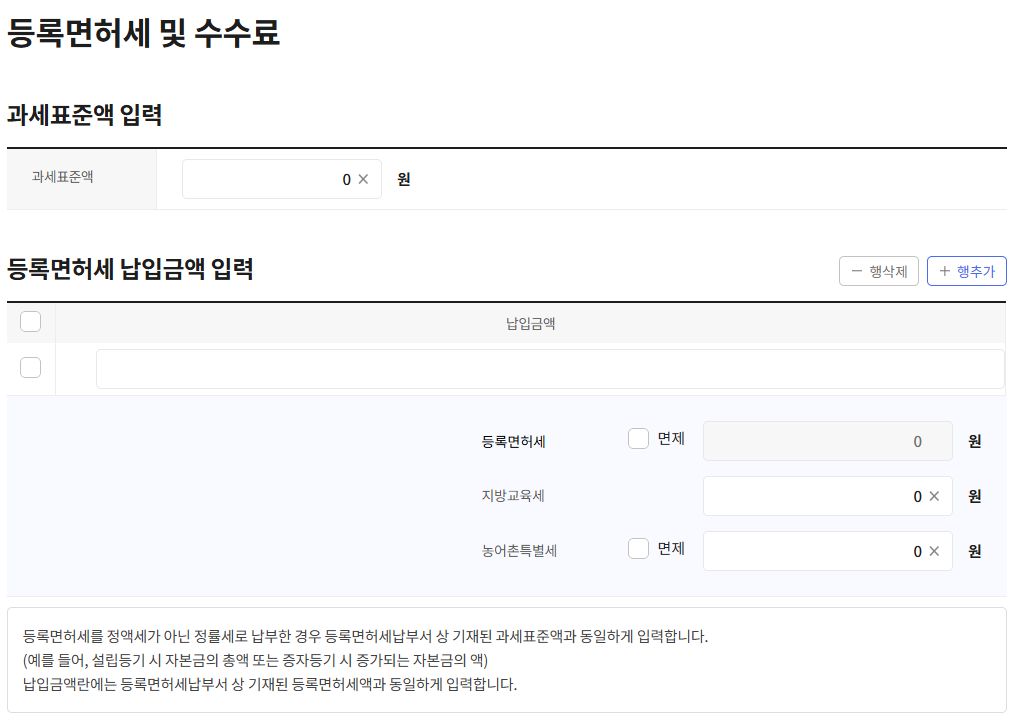 등록면허세 및 수수료
과세표준액 입력
과세표준액 0 × 원
등록면허세 납입금액 입력 － 행삭제 ＋ 행추가
납입금액
등록면허세 면제 0 원
지방교육세 0 × 원
농어촌특별세 면제 0 × 원
등록면허세를 정액세가 아닌 정률세로 납부한 경우 등록면허세납부서 상 기재된 과세표준액과 동일하게 입력합니다.
(예를 들어, 설립등기 시 자본금의 총액 또는 증자등기 시 증가되는 자본금의 액)
납입금액란에는 등록면허세납부서 상 기재된 등록면허세액과 동일하게 입력합니다.